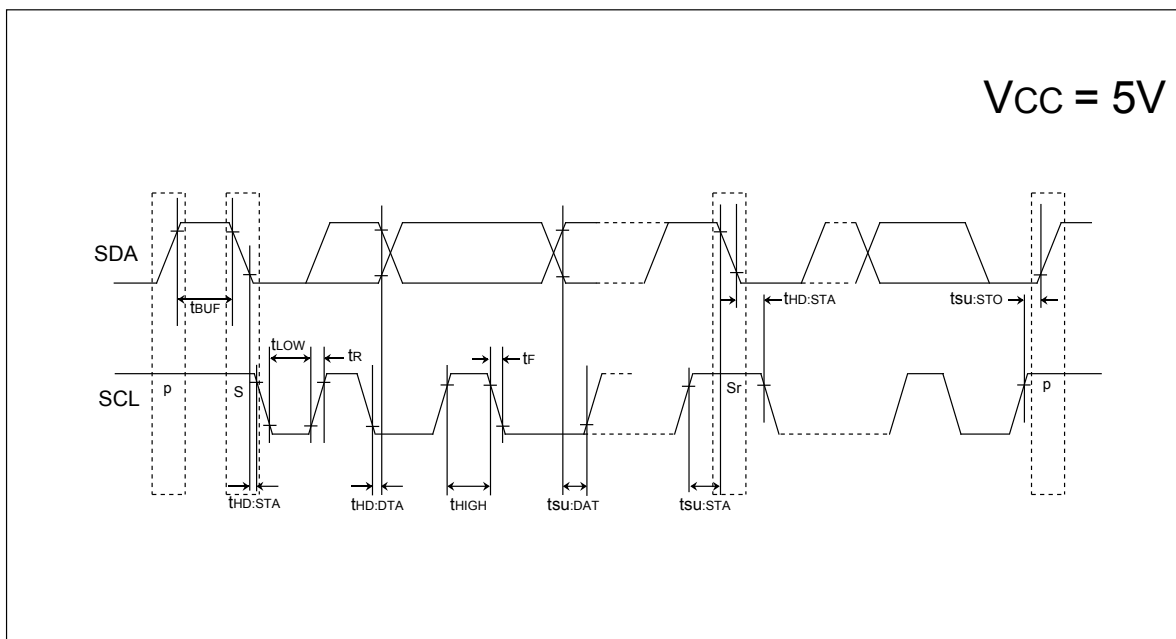 VCC = 5V
SDA
tBUF
tHD:STA
tsu:STO
tLOW
tR
tF
SCL
p
S
Sr
p
tHD:STA
tHD:DTA
tHIGH
tsu:DAT
tsu:STA